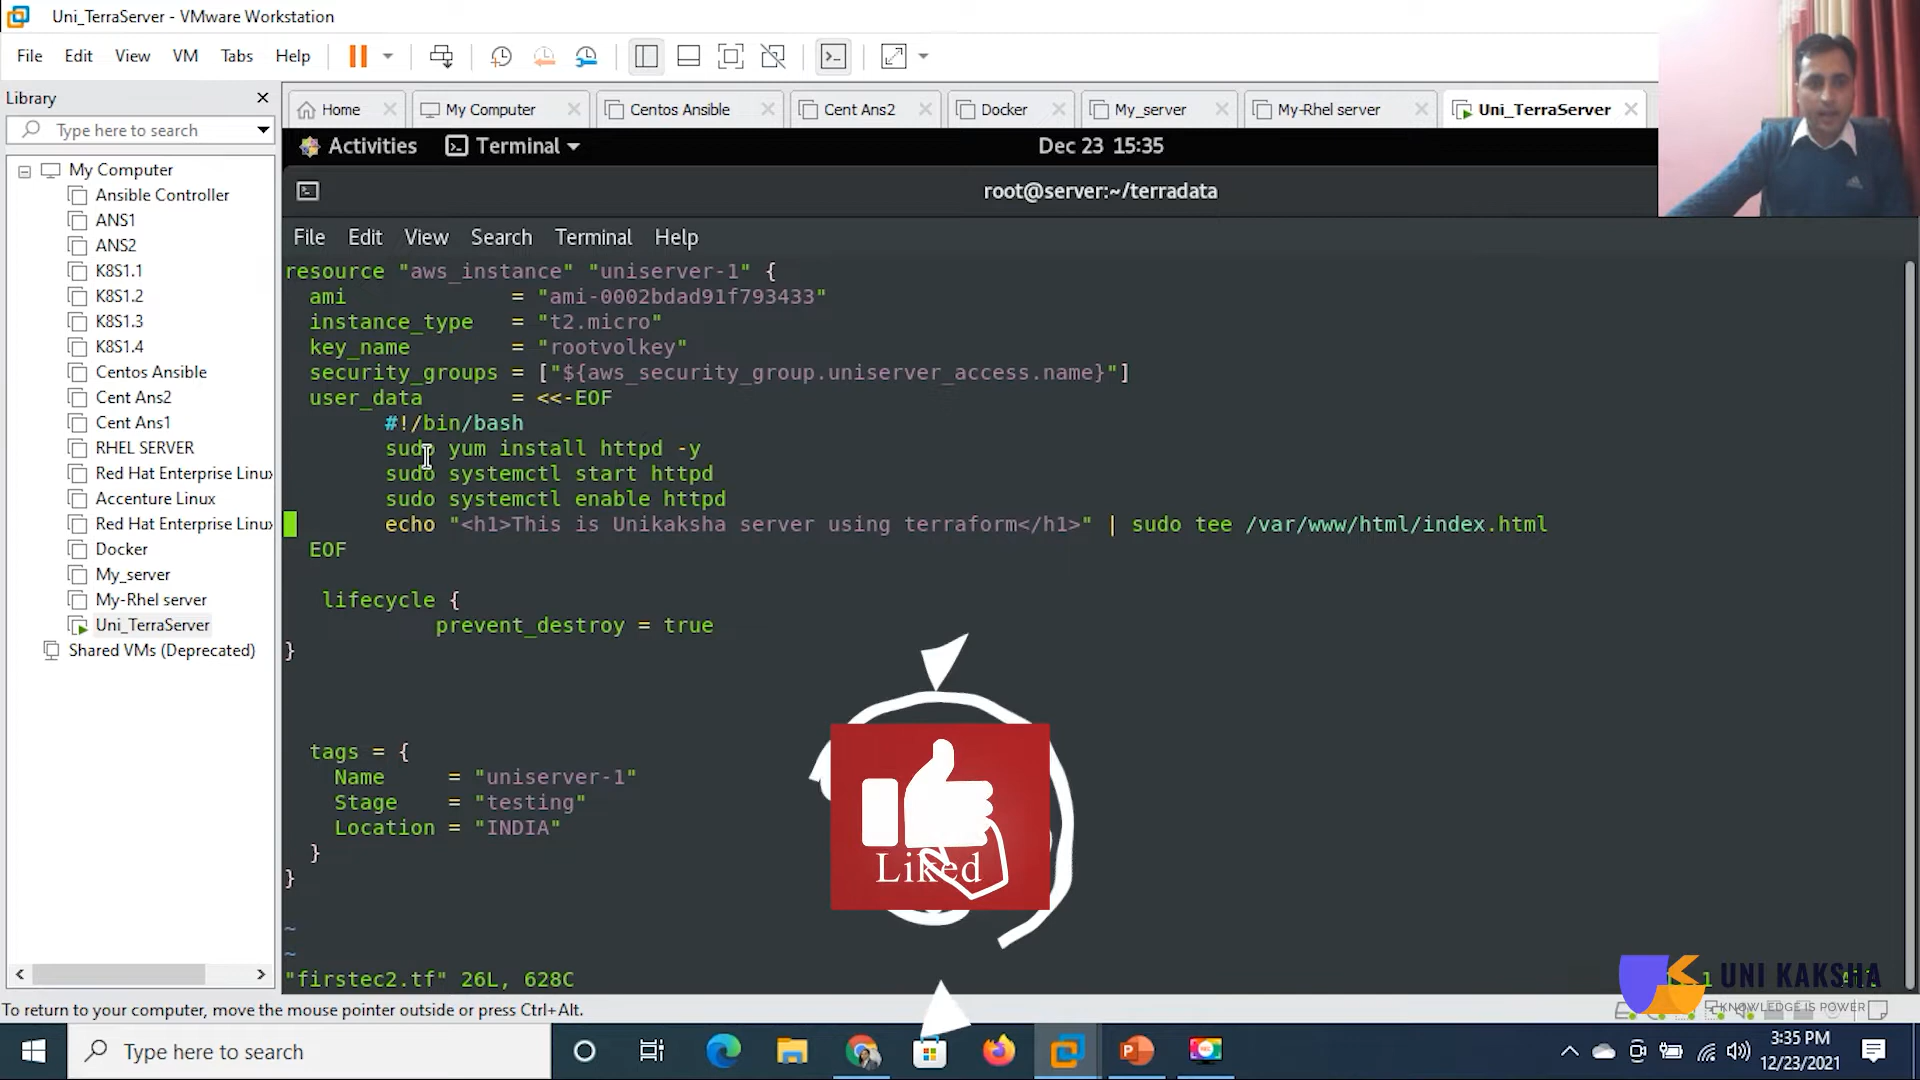 Uni_TerraServer - VMware Workstation
File Edit View VM Tabs Help
Library
Type here to search
Home My Computer Centos Ansible Cent Ans2 Docker My_server My-Rhel server Uni_TerraServer
My Computer
Ansible Controller
ANS1
ANS2
K8S1.1
K8S1.2
K8S1.3
K8S1.4
Centos Ansible
Cent Ans2
Cent Ans1
RHEL SERVER
Red Hat Enterprise Linux
Accenture Linux
Red Hat Enterprise Linux
Docker
My_server
My-Rhel server
Uni_TerraServer
Shared VMs (Deprecated)
Activities Terminal Dec 23 15:35
root@server:~/terradata
File Edit View Search Terminal Help
resource "aws_instance" "uniserver-1" {
ami = "ami-0002bdad91f793433"
instance_type = "t2.micro"
key_name = "rootvolkey"
security_groups = ["${aws_security_group.uniserver_access.name}"]
user_data = <<-EOF
#!/bin/bash
sudo yum install httpd -y
sudo systemctl start httpd
sudo systemctl enable httpd
echo "<h1>This is Unikaksha server using terraform</h1>" | sudo tee /var/www/html/index.html
EOF
lifecycle {
prevent_destroy = true
}
tags = {
Name = "uniserver-1"
Stage = "testing"
Location = "INDIA"
}
}
~
~
"firstec2.tf" 26L, 628C
Liked
UNI KAKSHA
KNOWLEDGE IS POWER
To return to your computer, move the mouse pointer outside or press Ctrl+Alt.
Type here to search
3:35 PM
12/23/2021